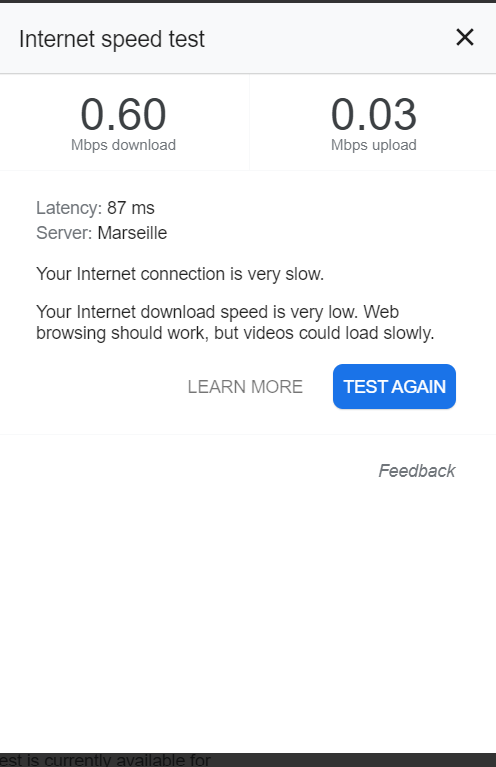 Internet speed test
0.60
Mbps download
0.03
Mbps upload
Latency: 87 ms
Server: Marseille
Your Internet connection is very slow.
Your Internet download speed is very low. Web
browsing should work, but videos could load slowly.
LEARN MORE
TEST AGAIN
Feedback
est is currently available for